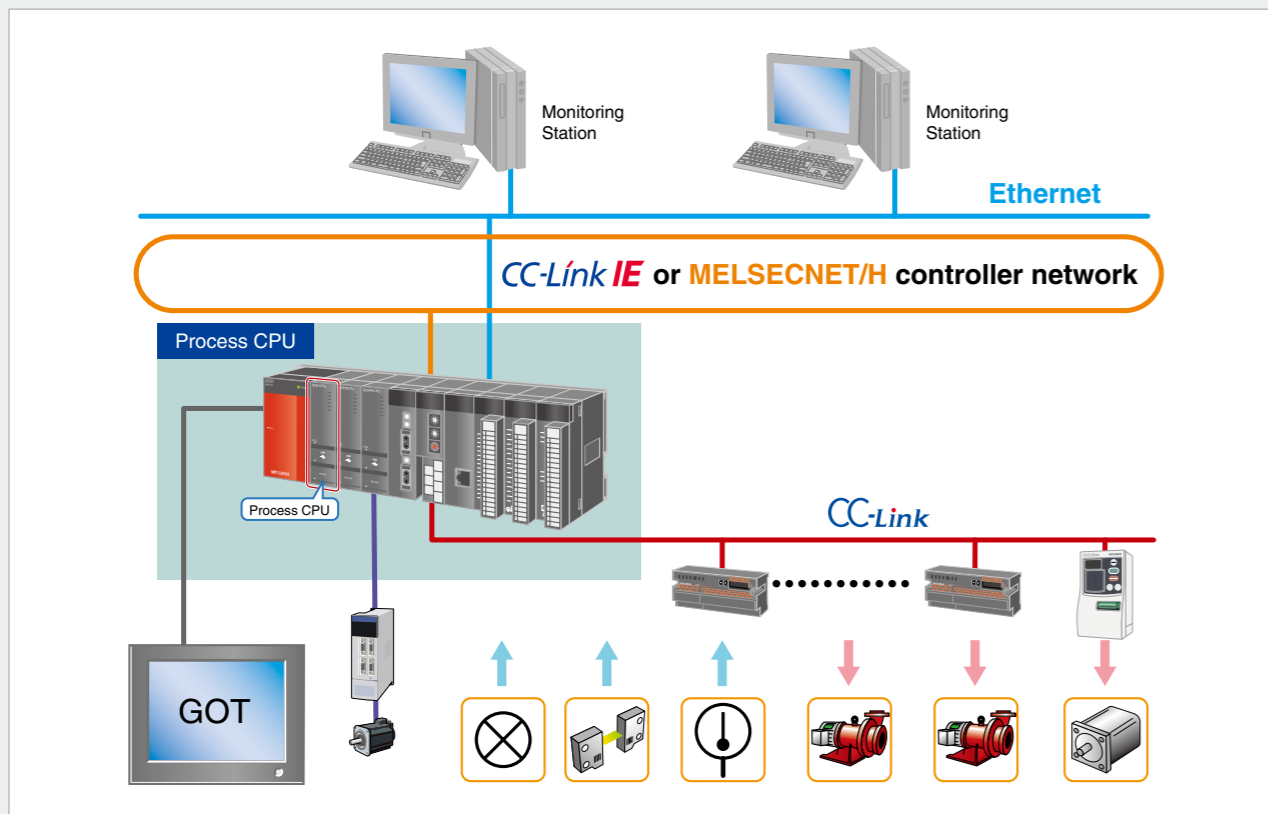 Monitoring
Station
Monitoring
Station
Ethernet
CC-Link IE or MELSECNET/H controller network
Process CPU
MITSUBISHI
Process CPU
CC-Link
GOT